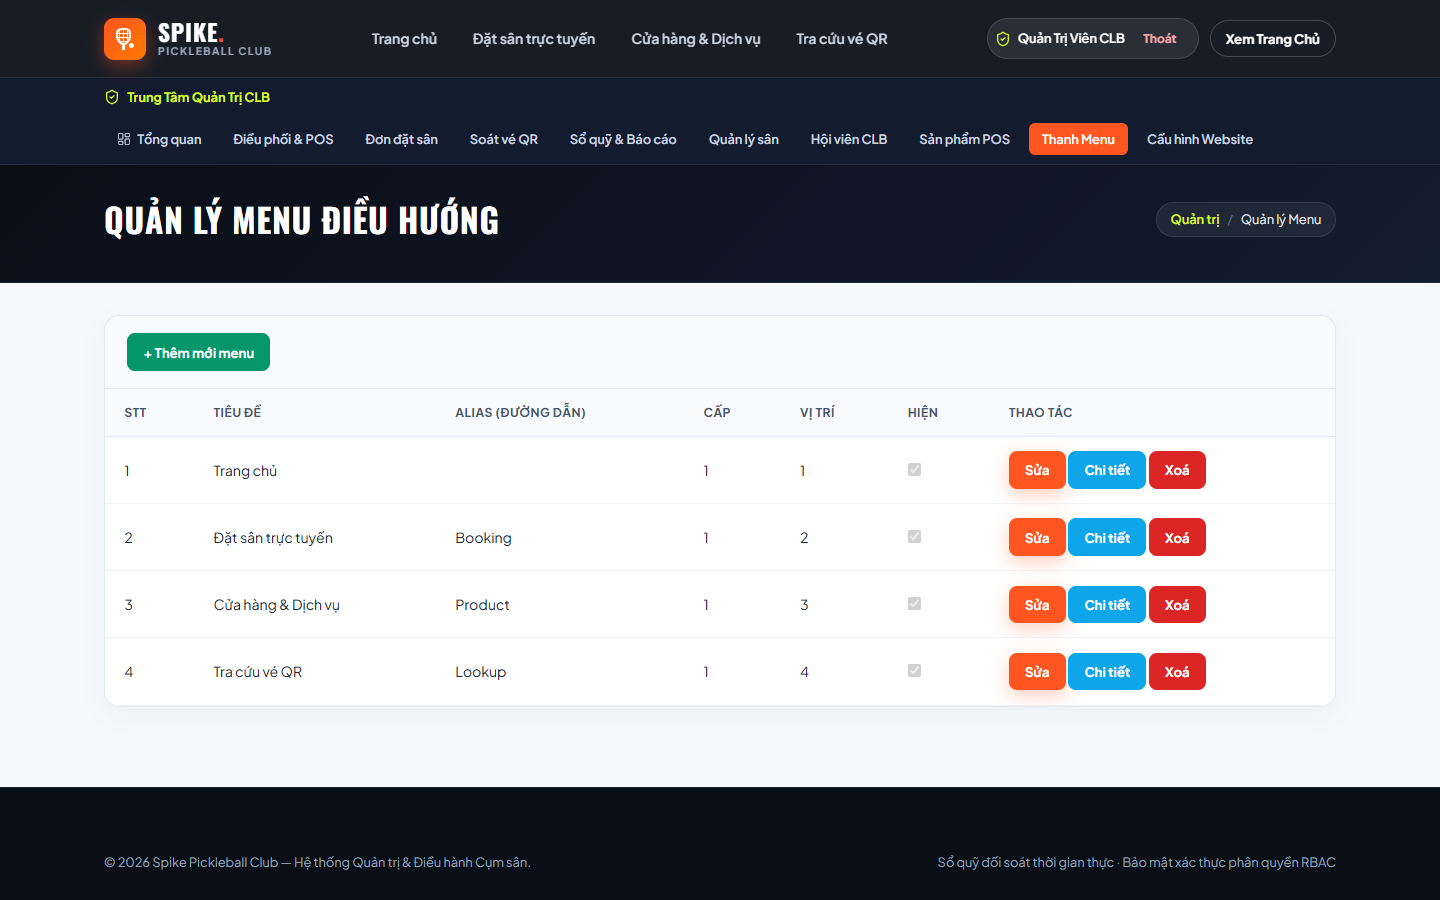 SPIKE.
PICKLEBALL CLUB
Trang chủ
Đặt sân trực tuyến
Cửa hàng & Dịch vụ
Tra cứu vé QR
Quản Trị Viên CLB
Thoát
Xem Trang Chủ
Trung Tâm Quản Trị CLB
Tổng quan
Điều phối & POS
Đơn đặt sân
Soát vé QR
Sổ quỹ & Báo cáo
Quản lý sân
Hội viên CLB
Sản phẩm POS
Thanh Menu
Cấu hình Website
QUẢN LÝ MENU ĐIỀU HƯỚNG
Quản trị / Quản lý Menu
+ Thêm mới menu
STT TIÊU ĐỀ ALIAS (ĐƯỜNG DẪN) CẤP VỊ TRÍ HIỆN THAO TÁC
1 Trang chủ 1 1 Sửa Chi tiết Xoá
2 Đặt sân trực tuyến Booking 1 2 Sửa Chi tiết Xoá
3 Cửa hàng & Dịch vụ Product 1 3 Sửa Chi tiết Xoá
4 Tra cứu vé QR Lookup 1 4 Sửa Chi tiết Xoá
© 2026 Spike Pickleball Club — Hệ thống Quản trị & Điều hành Cụm sân.
Sổ quỹ đối soát thời gian thực · Bảo mật xác thực phân quyền RBAC